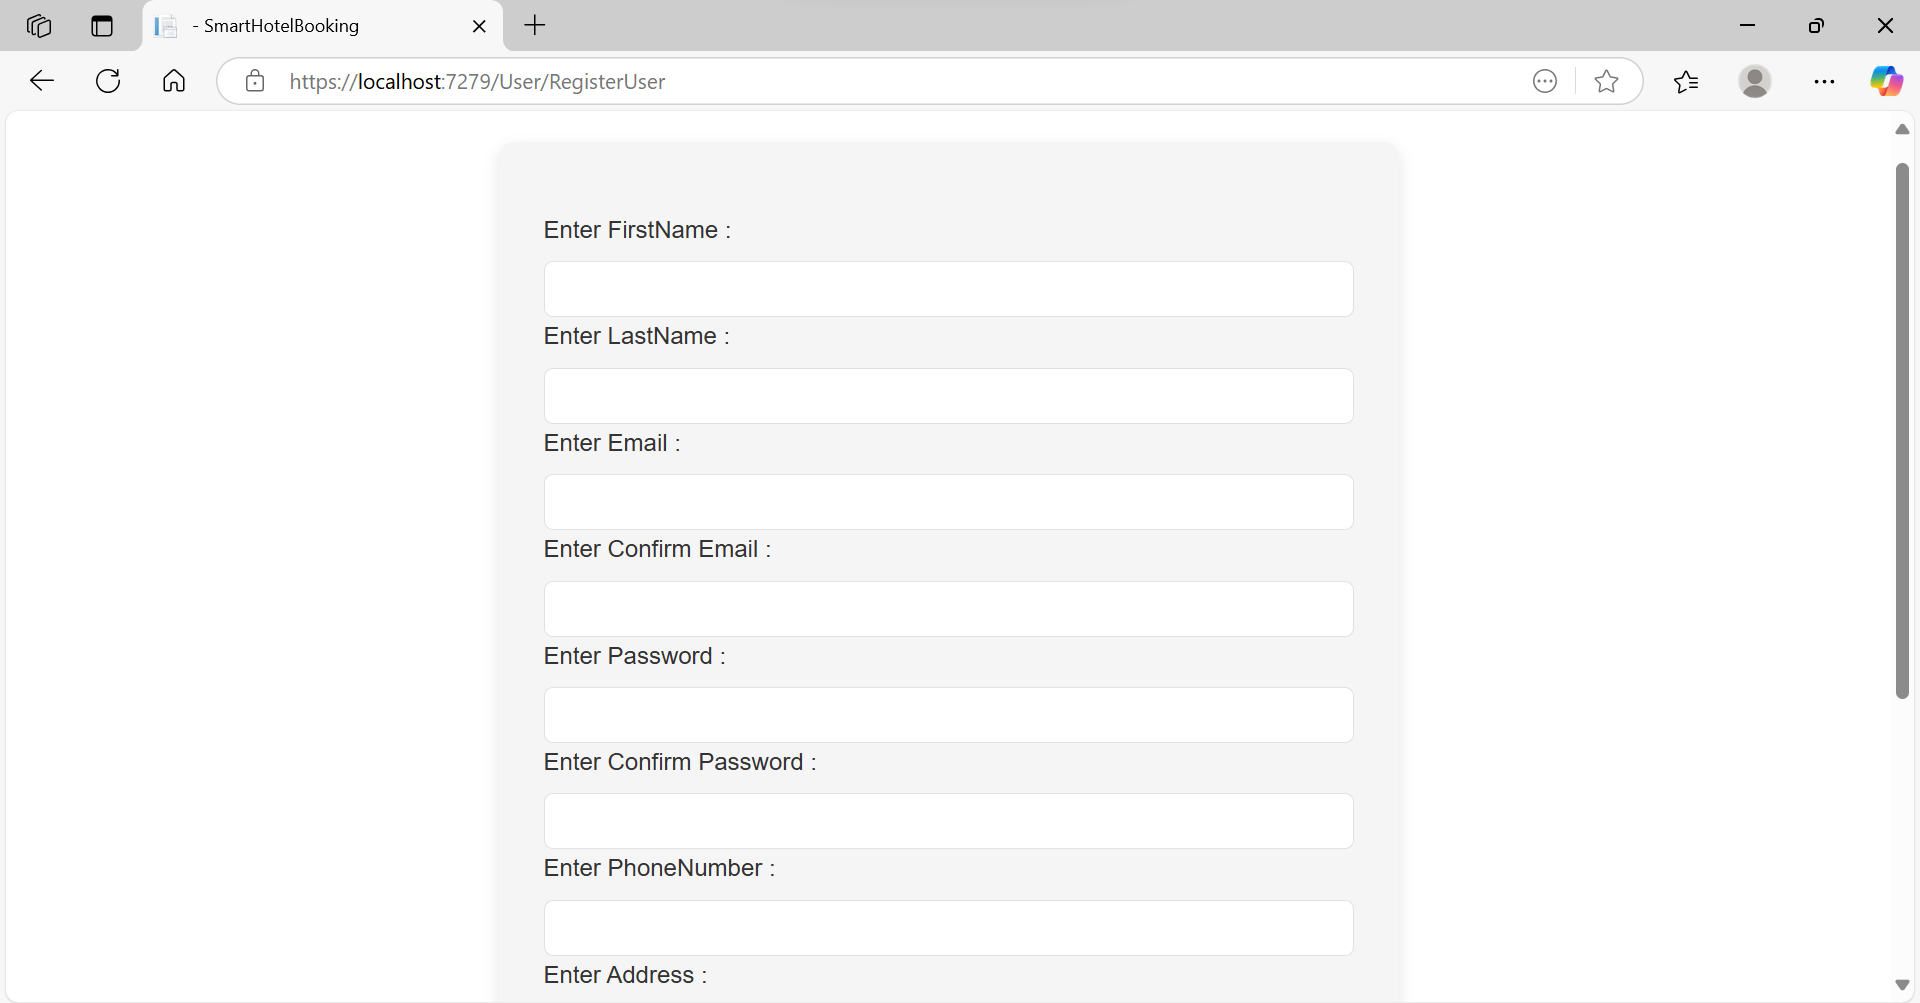 - SmartHotelBooking
https://localhost:7279/User/RegisterUser
Enter FirstName :
Enter LastName :
Enter Email :
Enter Confirm Email :
Enter Password :
Enter Confirm Password :
Enter PhoneNumber :
Enter Address :